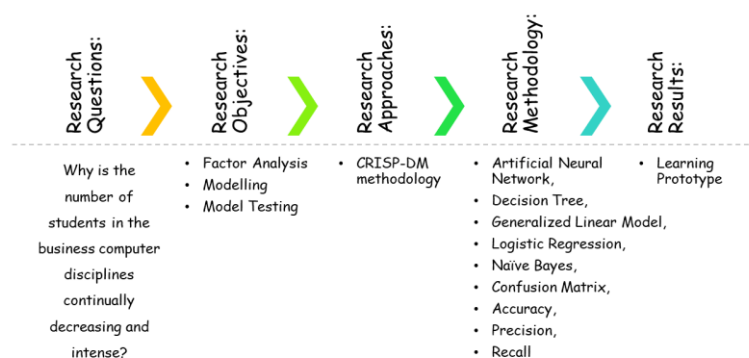 Research
Questions:
Research
Objectives:
Research
Approaches:
Research
Methodology:
Research
Results:
Why is the
number of
students in the
business computer
disciplines
continually
decreasing and
intense?
• Factor Analysis
• Modelling
• Model Testing
• CRISP-DM
methodology
• Artificial Neural
Network,
• Decision Tree,
• Generalized Linear Model,
• Logistic Regression,
• Naïve Bayes,
• Confusion Matrix,
• Accuracy,
• Precision,
• Recall
• Learning
Prototype